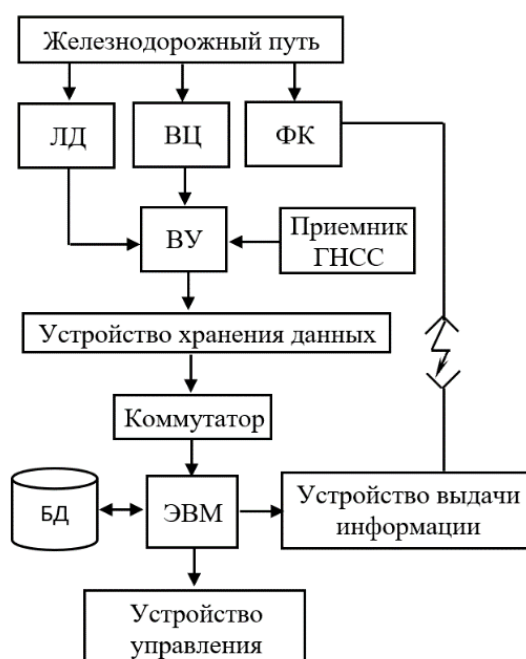 Железнодорожный путь
ЛД
ВЦ
ФК
ВУ
Приемник
ГНСС
Устройство хранения данных
Коммутатор
БД
ЭВМ
Устройство выдачи
информации
Устройство
управления